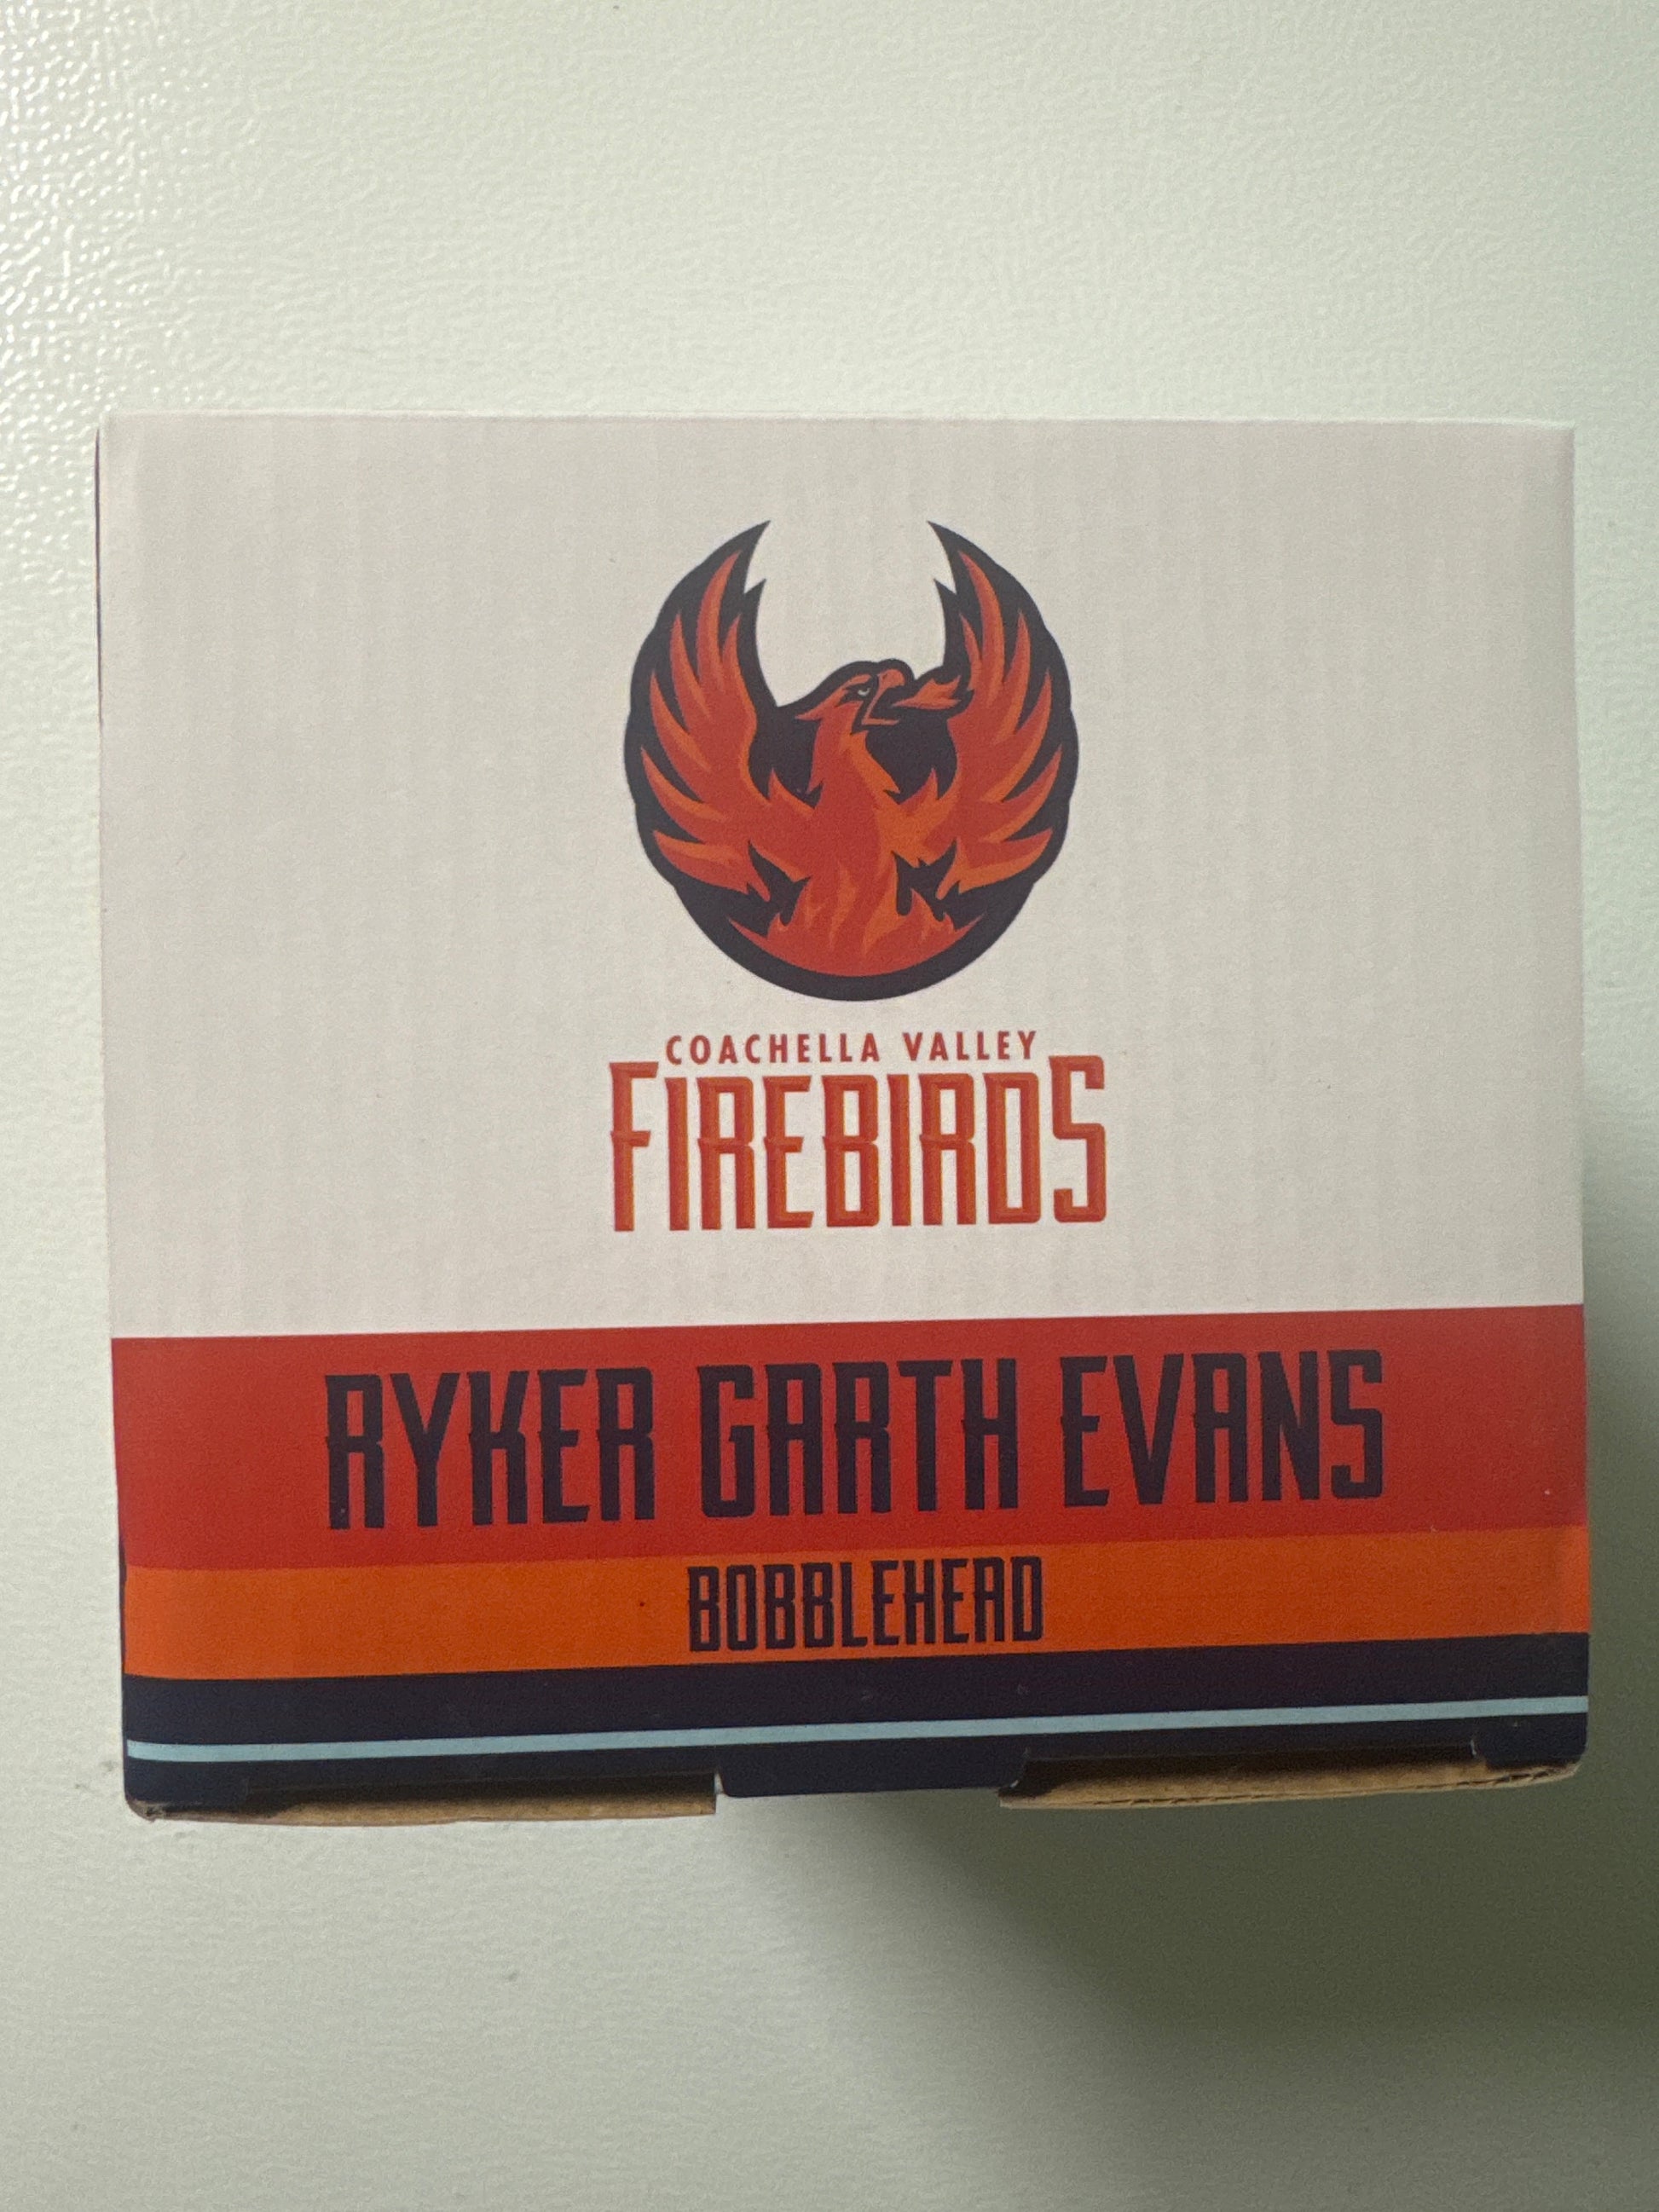 COACHELLA VALLEY
FIREBIRDS
RYKER GARTH EVANS
BOBBLEHEAD